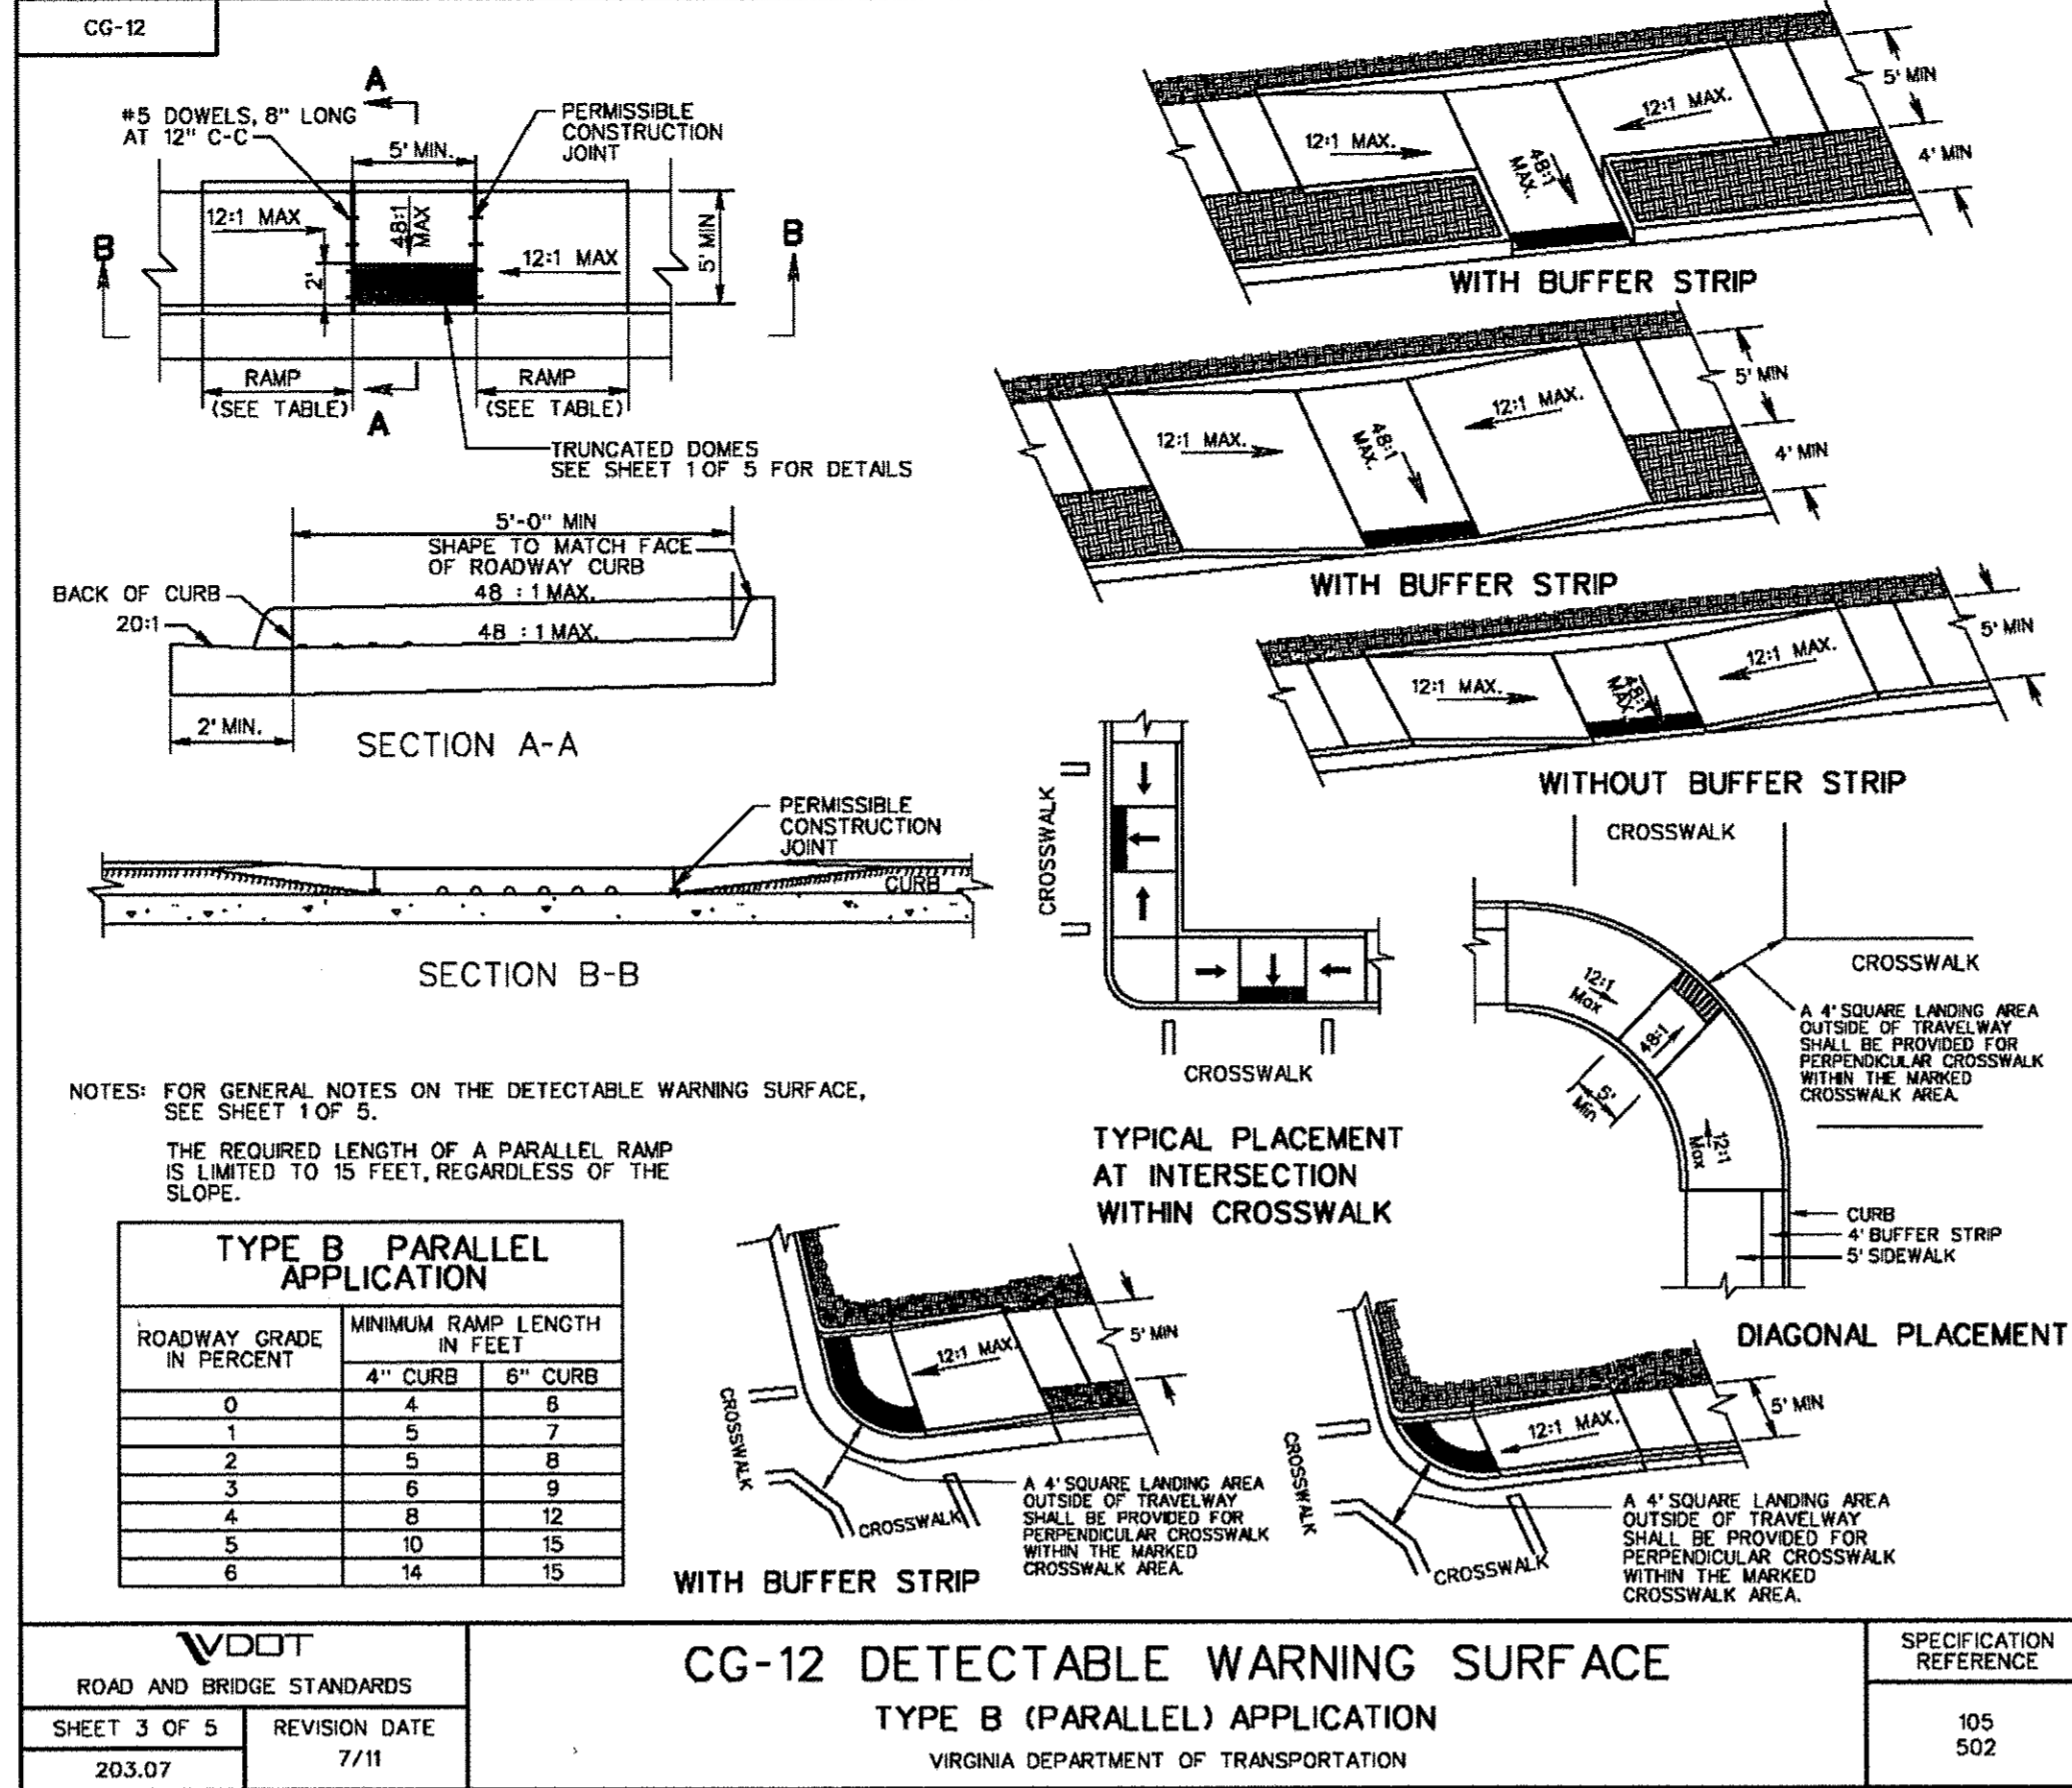 CG-12
A
#5 DOWELS, 8" LONG
AT 12" C-C
PERMISSIBLE
CONSTRUCTION
JOINT
5' MIN.
12:1 MAX
48:1
MAX
5' MIN
B
B
2'
12:1 MAX
RAMP
(SEE TABLE)
RAMP
(SEE TABLE)
A
TRUNCATED DOMES
SEE SHEET 1 OF 5 FOR DETAILS
5'-0" MIN
SHAPE TO MATCH FACE
OF ROADWAY CURB
BACK OF CURB
48 : 1 MAX.
20:1
48 : 1 MAX.
2' MIN.
SECTION A-A
PERMISSIBLE
CONSTRUCTION
JOINT
CURB
SECTION B-B
5' MIN
12:1 MAX.
12:1 MAX.
48:1
MAX.
4' MIN
WITH BUFFER STRIP
5' MIN
12:1 MAX.
12:1 MAX.
48:1
MAX.
4' MIN
WITH BUFFER STRIP
5' MIN
12:1 MAX.
12:1 MAX.
48:1
MAX.
WITHOUT BUFFER STRIP
CROSSWALK
CROSSWALK
TYPICAL PLACEMENT
AT INTERSECTION
WITHIN CROSSWALK
CROSSWALK
CROSSWALK
12:1
Max
48:1
5'
Min
12:1
Max
A 4' SQUARE LANDING AREA
OUTSIDE OF TRAVELWAY
SHALL BE PROVIDED FOR
PERPENDICULAR CROSSWALK
WITHIN THE MARKED
CROSSWALK AREA.
CURB
4' BUFFER STRIP
5' SIDEWALK
DIAGONAL PLACEMENT
NOTES: FOR GENERAL NOTES ON THE DETECTABLE WARNING SURFACE,
SEE SHEET 1 OF 5.
THE REQUIRED LENGTH OF A PARALLEL RAMP
IS LIMITED TO 15 FEET, REGARDLESS OF THE
SLOPE.
TYPE B PARALLEL
APPLICATION
ROADWAY GRADE
IN PERCENT
MINIMUM RAMP LENGTH
IN FEET
4" CURB 6" CURB
0 4 6
1 5 7
2 5 8
3 6 9
4 8 12
5 10 15
6 14 15
5' MIN
12:1 MAX.
CROSSWALK
CROSSWALK
A 4' SQUARE LANDING AREA
OUTSIDE OF TRAVELWAY
SHALL BE PROVIDED FOR
PERPENDICULAR CROSSWALK
WITHIN THE MARKED
CROSSWALK AREA.
WITH BUFFER STRIP
5' MIN
12:1 MAX.
CROSSWALK
CROSSWALK
A 4' SQUARE LANDING AREA
OUTSIDE OF TRAVELWAY
SHALL BE PROVIDED FOR
PERPENDICULAR CROSSWALK
WITHIN THE MARKED
CROSSWALK AREA.
VDOT
ROAD AND BRIDGE STANDARDS
SHEET 3 OF 5
203.07
REVISION DATE
7/11
CG-12 DETECTABLE WARNING SURFACE
TYPE B (PARALLEL) APPLICATION
VIRGINIA DEPARTMENT OF TRANSPORTATION
SPECIFICATION
REFERENCE
105
502